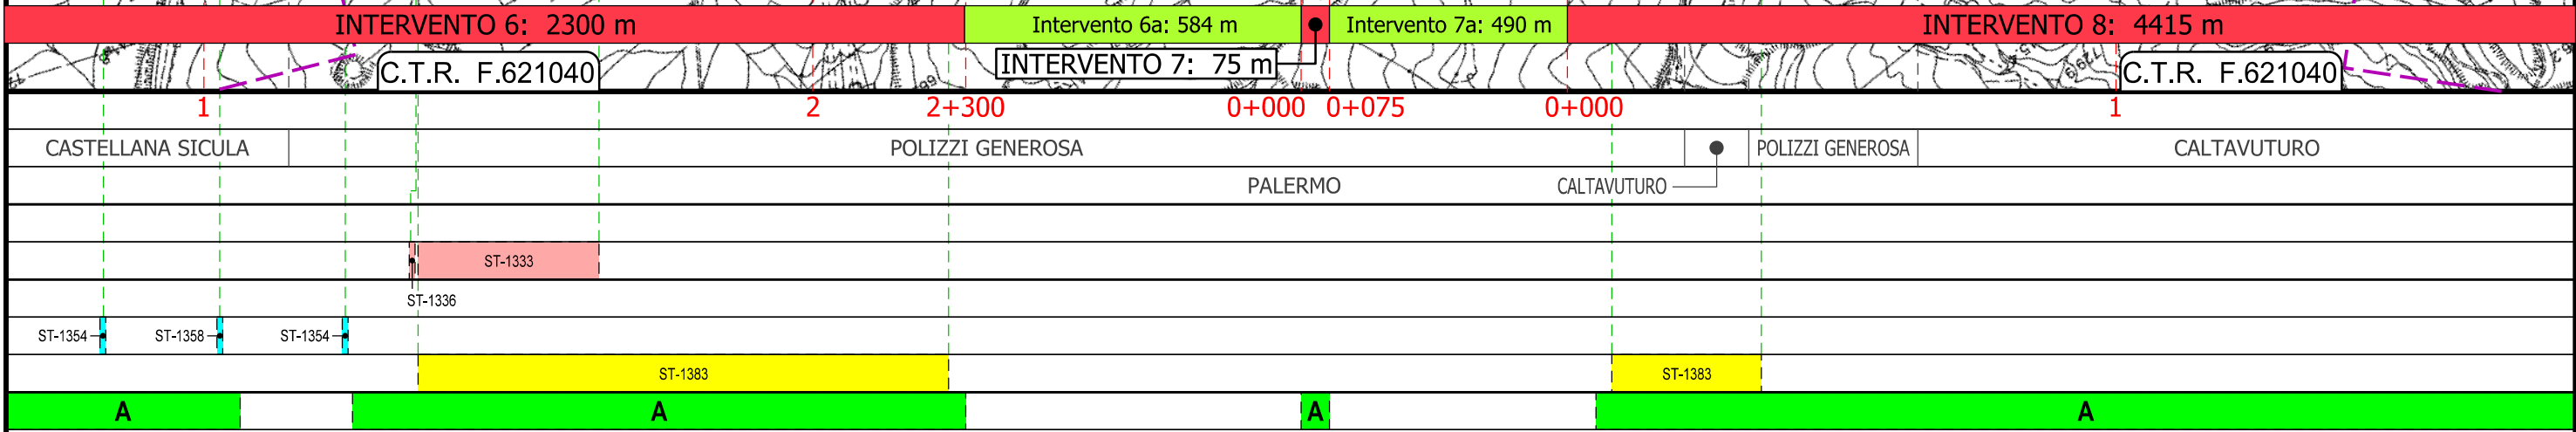 INTERVENTO 6: 2300 m
Intervento 6a: 584 m
Intervento 7a: 490 m
INTERVENTO 8: 4415 m
C.T.R. F.621040
INTERVENTO 7: 75 m
C.T.R. F.621040
1
2
2+300
0+000
0+075
0+000
1
CASTELLANA SICULA
POLIZZI GENEROSA
POLIZZI GENEROSA
CALTAVUTURO
PALERMO
CALTAVUTURO
ST-1333
ST-1336
ST-1354
ST-1358
ST-1354
ST-1383
ST-1383
A
A
A
A